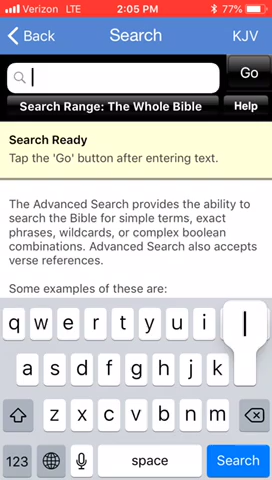 Verizon LTE 2:05 PM 77%
Back Search KJV
Go
Search Range: The Whole Bible Help
Search Ready
Tap the 'Go' button after entering text.
The Advanced Search provides the ability to
search the Bible for simple terms, exact
phrases, wildcards, or complex boolean
combinations. Advanced Search also accepts
verse references.
Some examples of these are:
q w e r t y u i l
a s d f g h j k
z x c v b n m
123 space Search